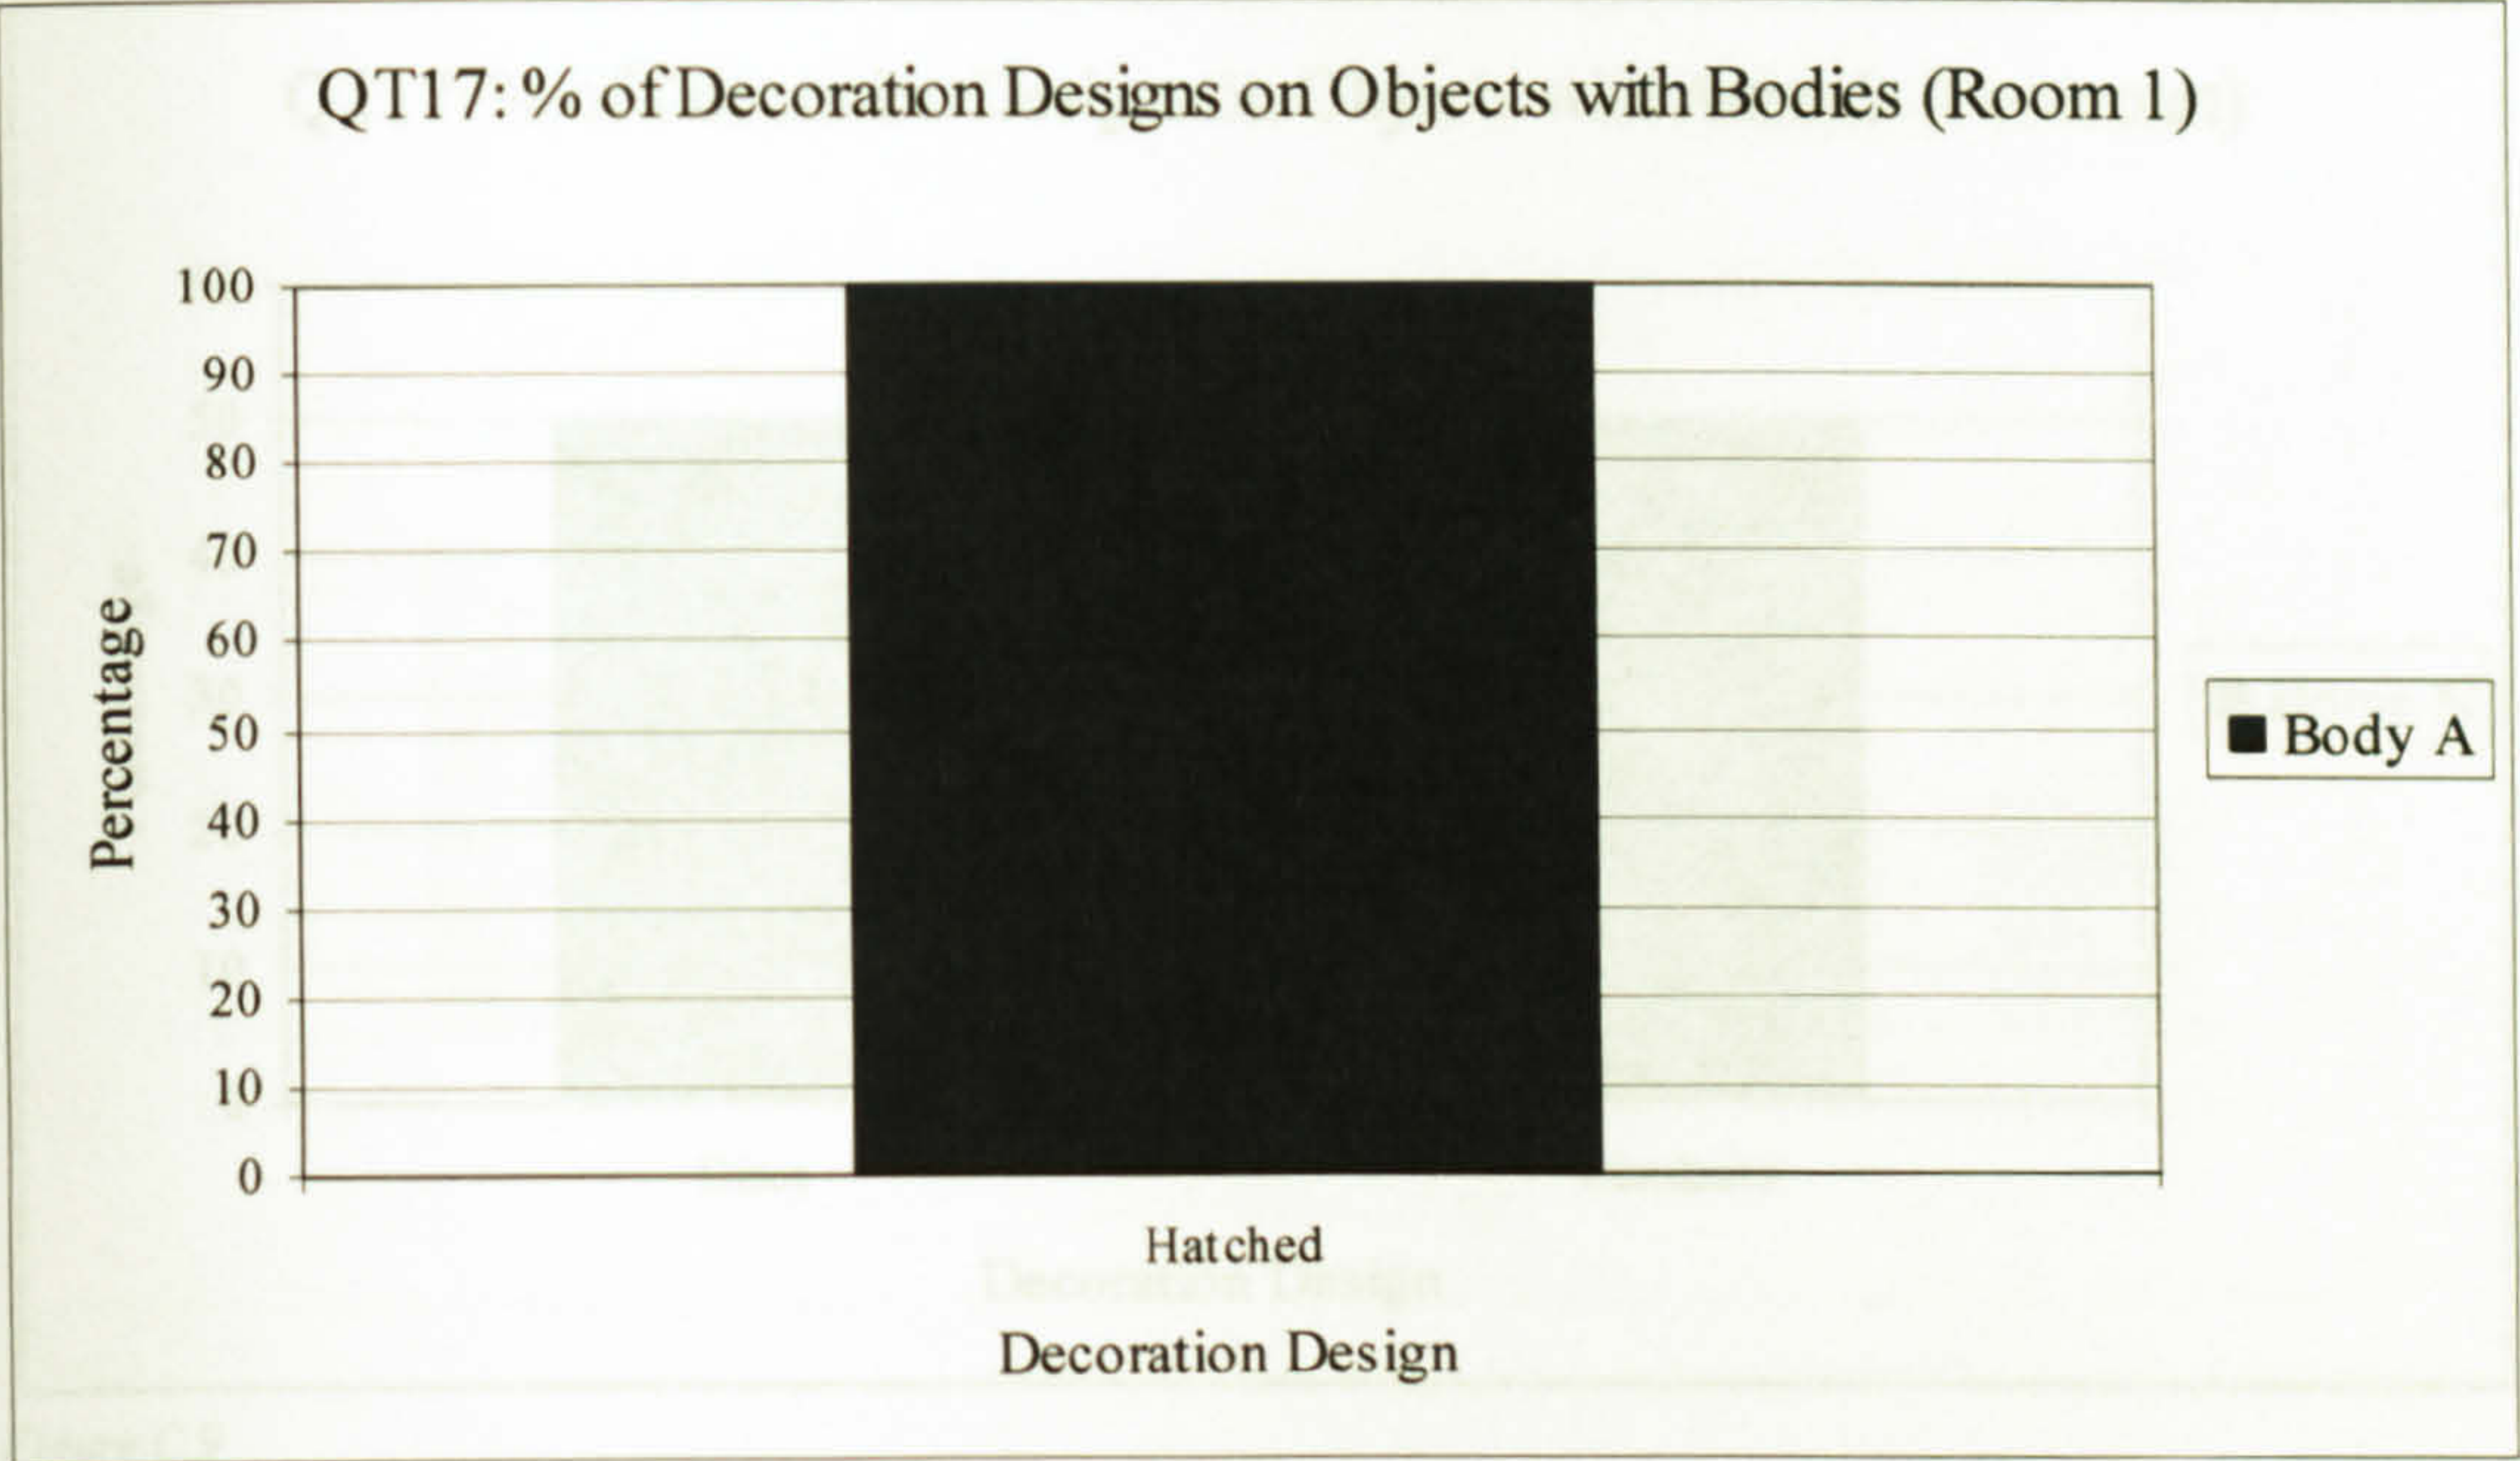 QT17: % of Decoration Designs on Objects with Bodies (Room 1)
100
90
80
70
60
50
40
30
20
10
0
Percentage
Body A
Hatched
Decoration Design